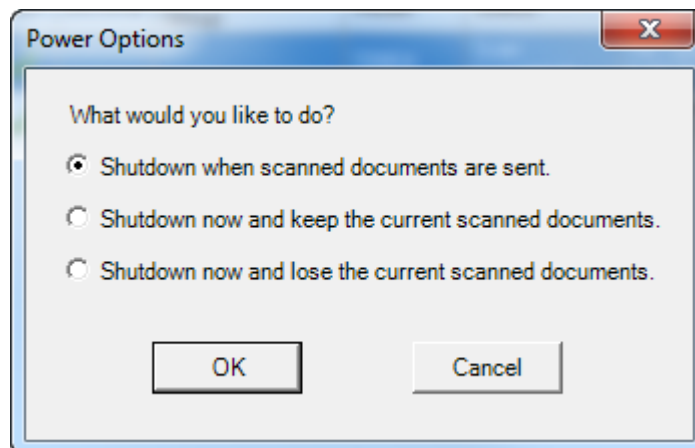 Power Options
What would you like to do?
Shutdown when scanned documents are sent.
Shutdown now and keep the current scanned documents.
Shutdown now and lose the current scanned documents.
OK
Cancel